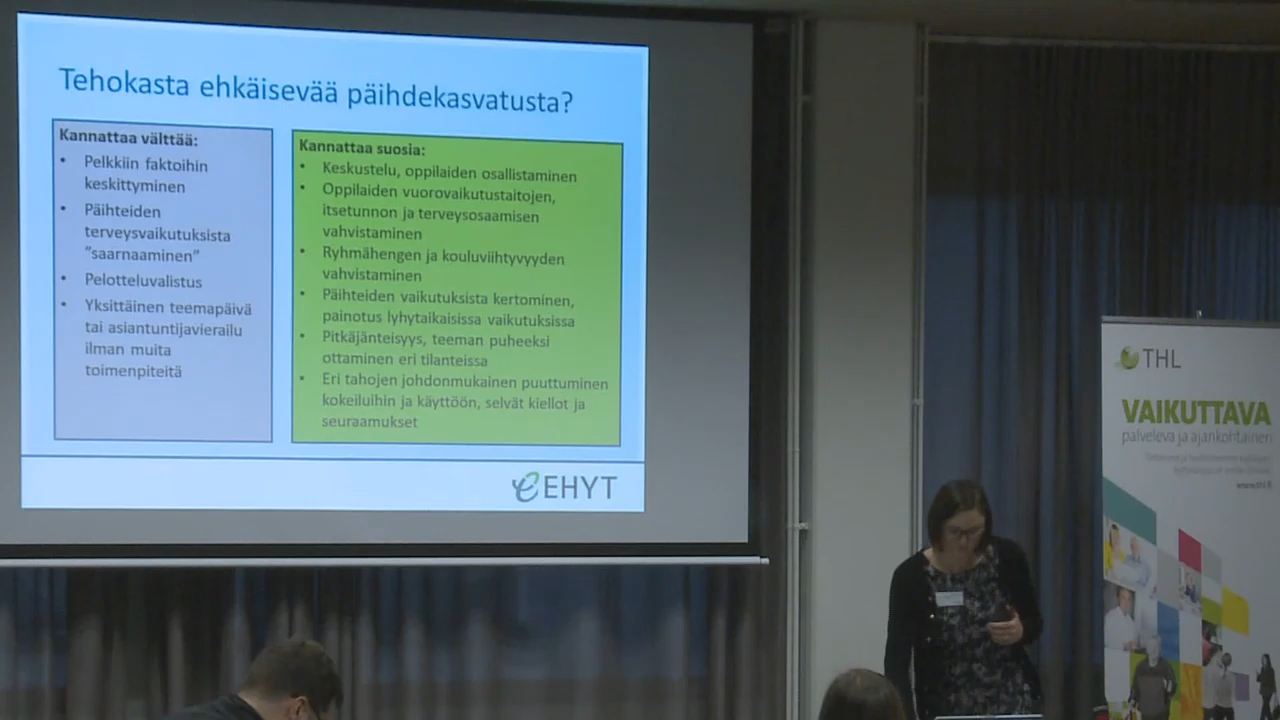 Tehokasta ehkäisevää päihdekasvatusta?
Kannattaa välttää:
• Pelkkiin faktoihin
keskittyminen
• Päihteiden
terveysvaikutuksista
"saarnaaminen"
• Pelotteluvalistus
• Yksittäinen teemapäivä
tai asiantuntijavierailu
ilman muita
toimenpiteitä
Kannattaa suosia:
• Keskustelu, oppilaiden osallistaminen
• Oppilaiden vuorovaikutustaitojen,
itsetunnon ja terveysosaamisen
vahvistaminen
• Ryhmähengen ja kouluviihtyvyyden
vahvistaminen
• Päihteiden vaikutuksista kertominen,
painotus lyhytaikaisissa vaikutuksissa
• Pitkäjänteisyys, teeman puheeksi
ottaminen eri tilanteissa
• Eri tahojen johdonmukainen puuttuminen
kokeiluihin ja käyttöön, selvät kiellot ja
seuraamukset
EHYT
THL
VAIKUTTAVA
palveleva ja ajankohtainen
www.thl.fi